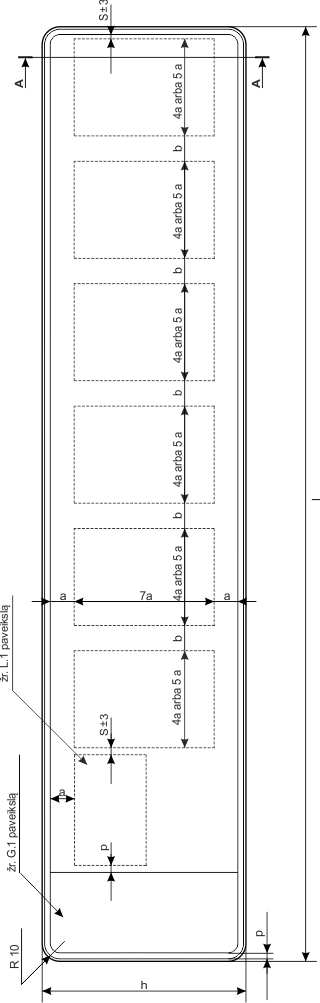 S±3
A
A
4a arba 5 a
b
4a arba 5 a
b
4a arba 5 a
b
4a arba 5 a
b
4a arba 5 a
a
7a
a
b
4a arba 5 a
žr. L.1 paveikslą
S±3
a
p
žr. G.1 paveikslą
R 10
p
h
l